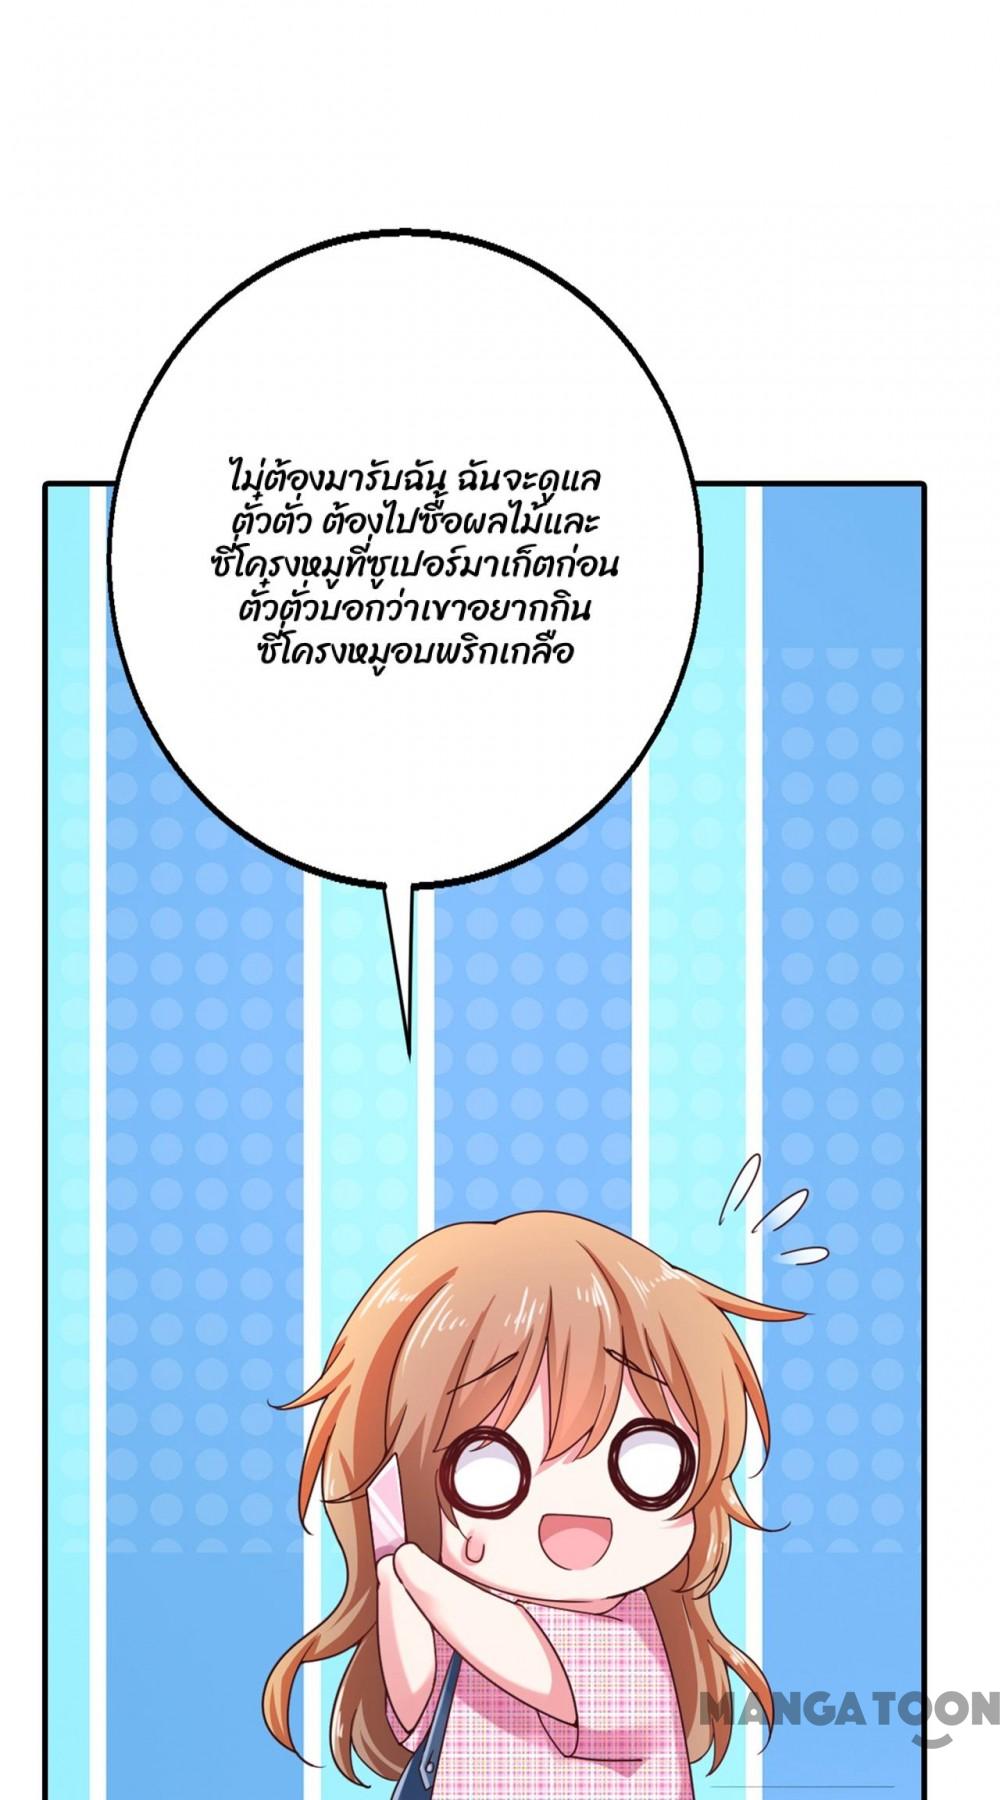 ไม่ต้องมารับฉัน ฉันจะดูแล
ตั๋วตั่ว ต้องไปซื้อผลไม้และ
ซี่โครงหมูที่ซูเปอร์มาเก็ตก่อน
ตั๋วตั่วบอกว่าเขาอยากกิน
ซี่โครงหมูอบพริกเกลือ
MANGATOON